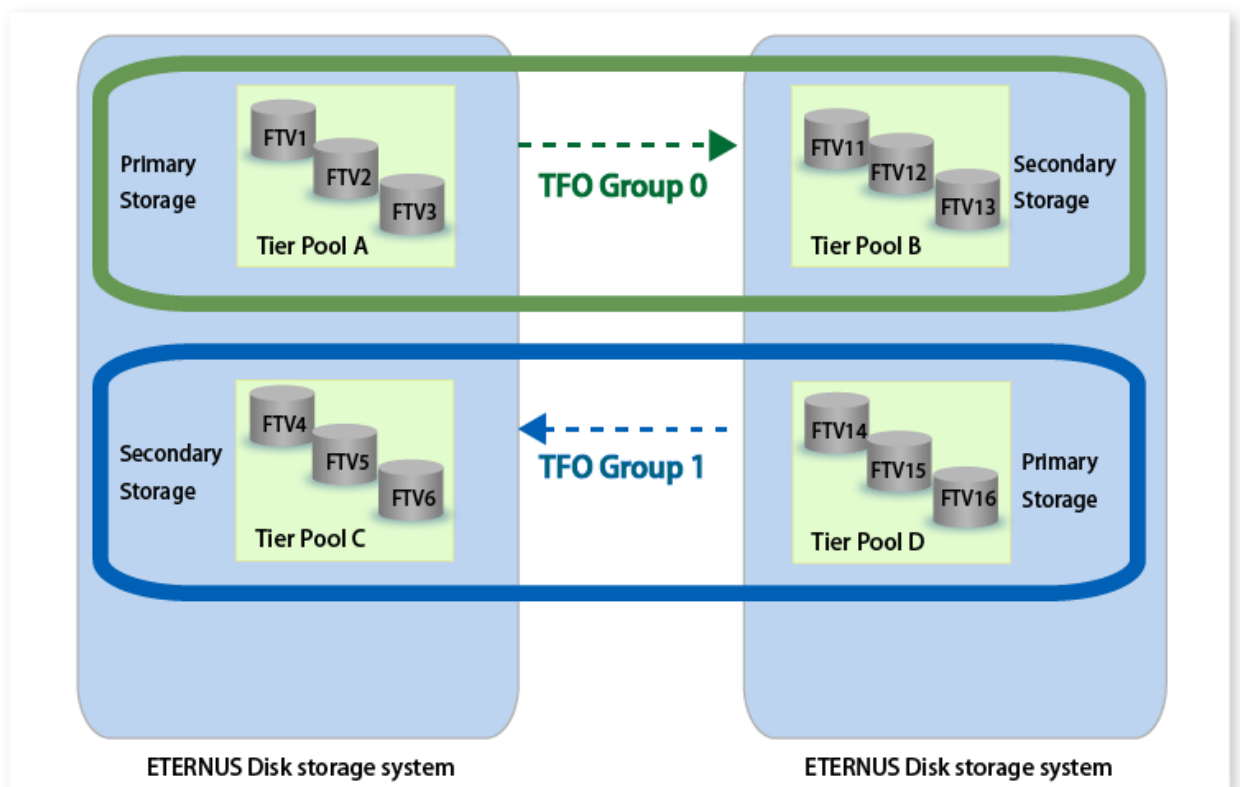 Primary
Storage
FTV1
FTV2
FTV3
Tier Pool A
TFO Group 0
FTV11
FTV12
FTV13
Tier Pool B
Secondary
Storage
Secondary
Storage
FTV4
FTV5
FTV6
Tier Pool C
TFO Group 1
FTV14
FTV15
FTV16
Tier Pool D
Primary
Storage
ETERNUS Disk storage system
ETERNUS Disk storage system